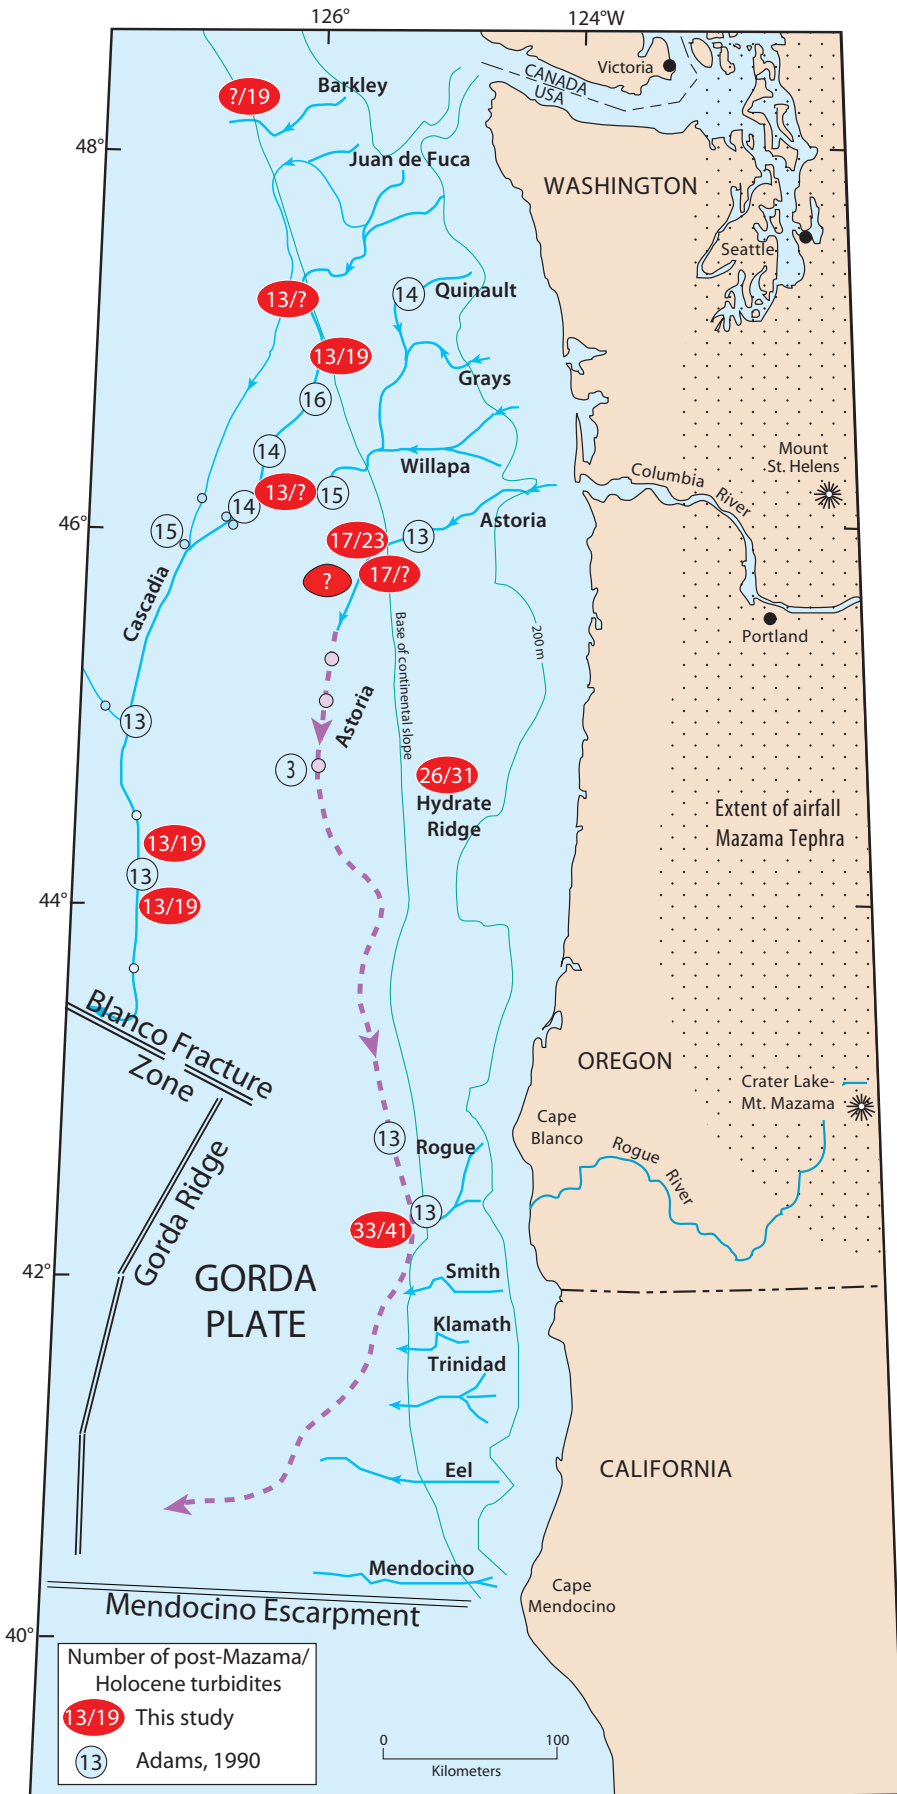 126°
124°W
Victoria
CANADA
USA
?/19
Barkley
48°
Juan de Fuca
WASHINGTON
Seattle
13/?
14
Quinault
13/19
Grays
16
14
Willapa
Mount
St. Helens
13/?
15
14
Columbia River
Astoria
46°
15
17/23
13
17/?
?
Cascadia
Base of continental slope
200 m
Portland
Astoria
13
3
26/31
Hydrate
Ridge
Extent of airfall
Mazama Tephra
13/19
13
13/19
44°
Blanco Fracture
Zone
OREGON
Crater Lake-
Mt. Mazama
Cape
Blanco
13
Rogue
Rogue River
Gorda Ridge
13
33/41
42°
GORDA
PLATE
Smith
Klamath
Trinidad
Eel
CALIFORNIA
Mendocino
Mendocino Escarpment
Cape
Mendocino
40°
Number of post-Mazama/
Holocene turbidites
13/19 This study
13 Adams, 1990
0 100
Kilometers